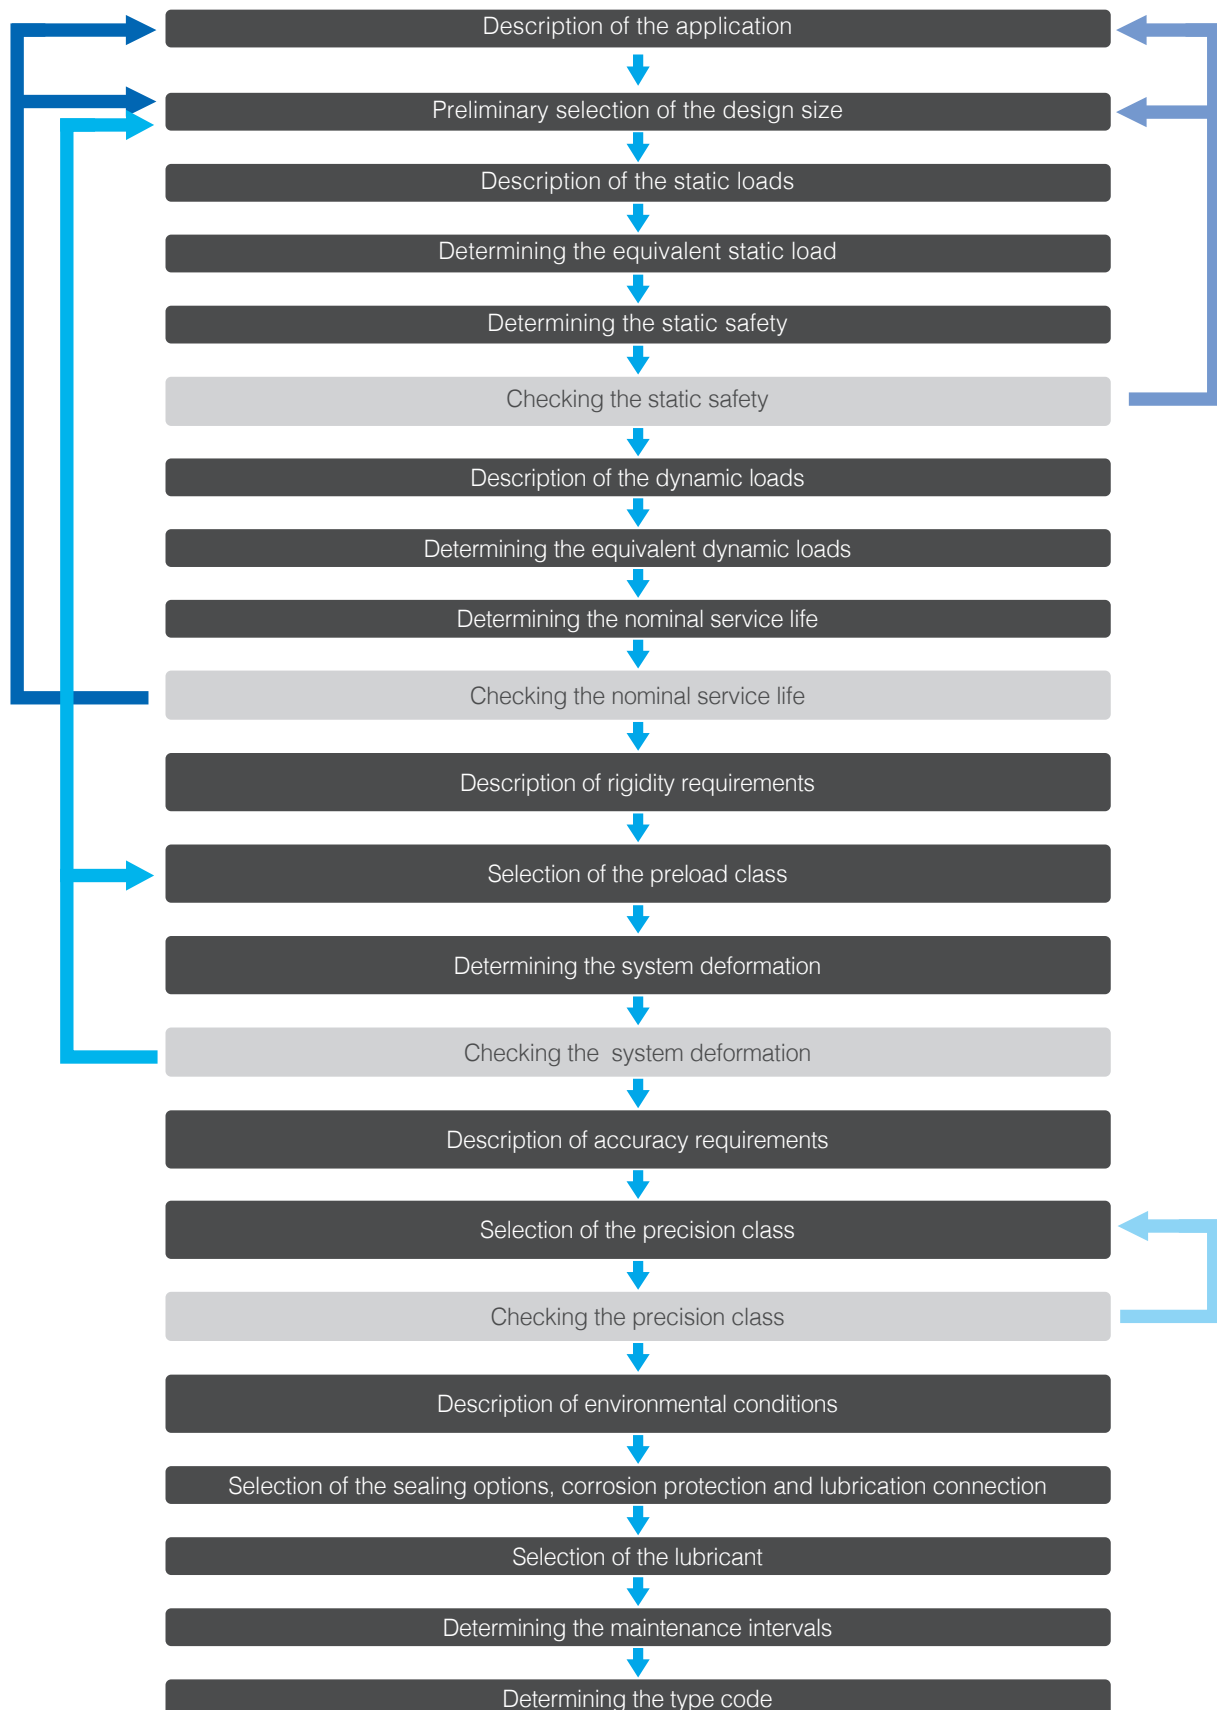 Description of the application
Preliminary selection of the design size
Description of the static loads
Determining the equivalent static load
Determining the static safety
Checking the static safety
Description of the dynamic loads
Determining the equivalent dynamic loads
Determining the nominal service life
Checking the nominal service life
Description of rigidity requirements
Selection of the preload class
Determining the system deformation
Checking the  system deformation
Description of accuracy requirements
Selection of the precision class
Checking the precision class
Description of environmental conditions
Selection of the sealing options, corrosion protection and lubrication connection
Selection of the lubricant
Determining the maintenance intervals
Determining the type code